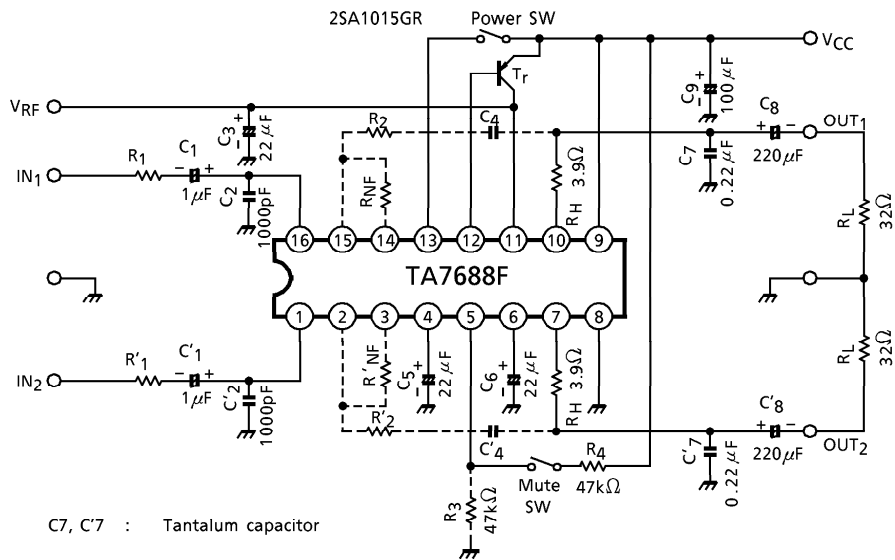 2SA1015GR Power SW
VCC
Tr
VRF
C3
22μF
R2
C4
C9
100μF
C8
OUT1
220μF
C7
0.22μF
IN1
R1
C1
1μF
C2
1000pF
RNF
3.9Ω
RH
RL
32Ω
16 15 14 13 12 11 10 9
TA7688F
1 2 3 4 5 6 7 8
IN2
R'1
C'1
1μF
C'2
1000pF
R'NF
C5
22μF
C6
22μF
3.9Ω
RH
RL
32Ω
R'2
C'4
C'8
220μF
OUT2
C'7
0.22μF
Mute
SW
R4
47kΩ
R3
47kΩ
C7, C'7 : Tantalum capacitor